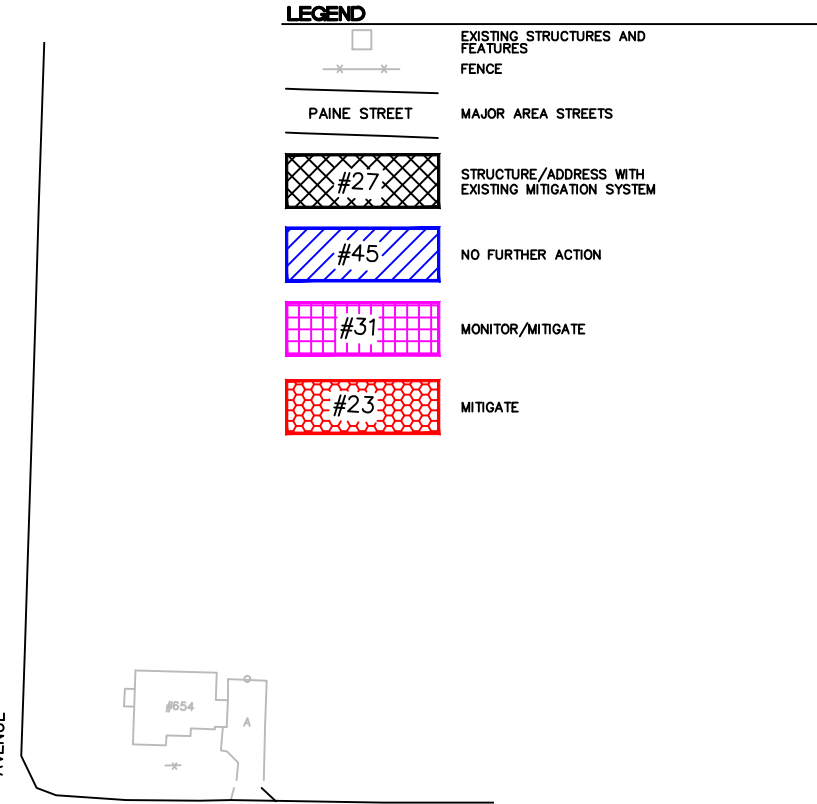 LEGEND
EXISTING STRUCTURES AND
FEATURES
FENCE
PAINE STREET
MAJOR AREA STREETS
#27
STRUCTURE/ADDRESS WITH
EXISTING MITIGATION SYSTEM
#45
NO FURTHER ACTION
#31
MONITOR/MITIGATE
#23
MITIGATE
#654
A
AVENUE